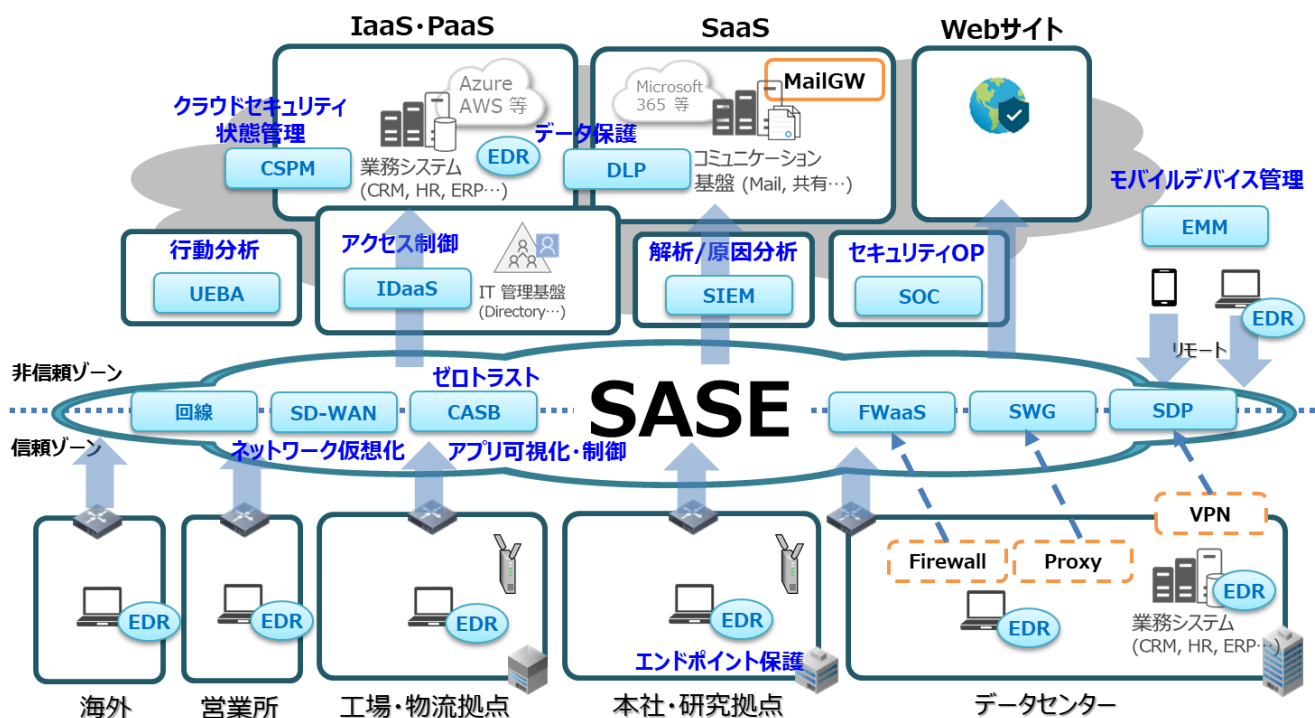 IaaS・PaaS
SaaS
Webサイト
Azure
AWS 等
Microsoft
365 等
MailGW
クラウドセキュリティ
状態管理
CSPM
業務システム
(CRM, HR, ERP…)
EDR
データ保護
DLP
コミュニケーション
基盤 (Mail, 共有…)
モバイルデバイス管理
EMM
行動分析
UEBA
アクセス制御
IDaaS
IT 管理基盤
(Directory…)
解析/原因分析
SIEM
セキュリティOP
SOC
EDR
リモート
非信頼ゾーン
信頼ゾーン
ゼロトラスト
回線
SD-WAN
CASB
SASE
FWaaS
SWG
SDP
ネットワーク仮想化
アプリ可視化・制御
VPN
Firewall
Proxy
EDR
EDR
EDR
EDR
EDR
EDR
業務システム
(CRM, HR, ERP…)
エンドポイント保護
海外
営業所
工場・物流拠点
本社・研究拠点
データセンター